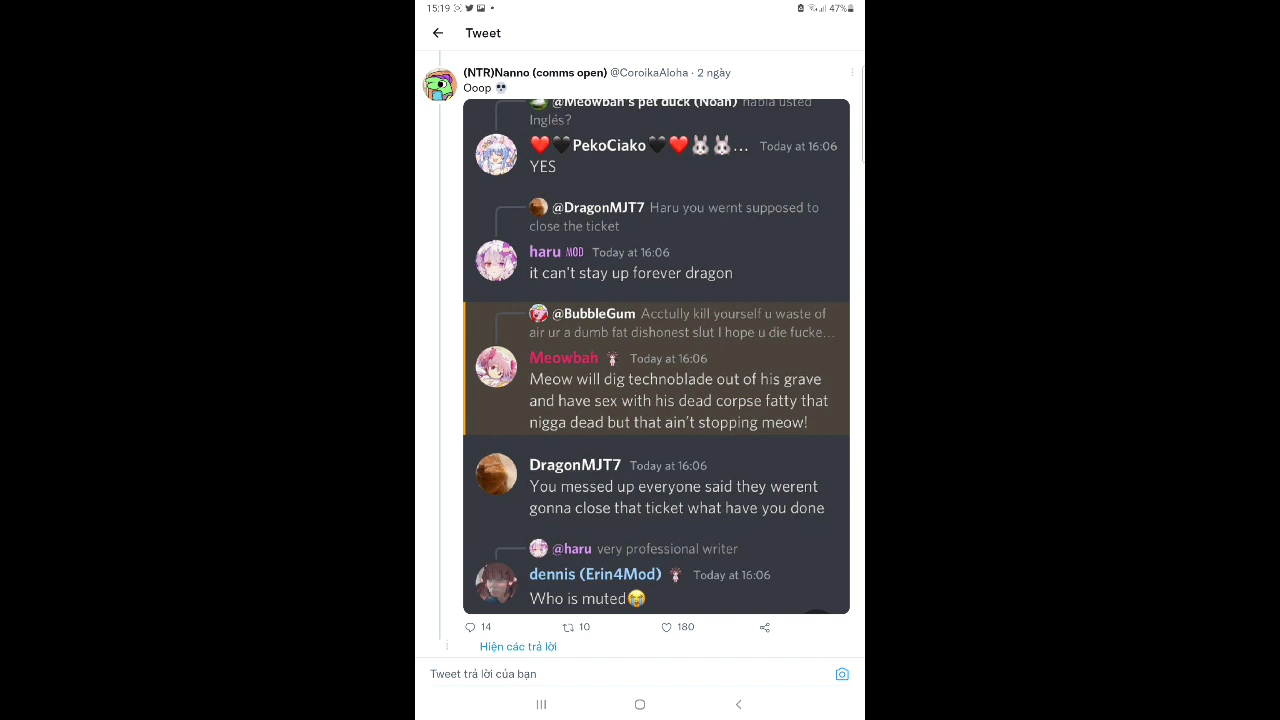 15:19
47%
Tweet
(NTR)Nanno (comms open) @CoroikaAloha · 2 ngày
Ooop 💀
@Meowbah's pet duck (Noah) habla usted
Inglés?
❤️🖤PekoCiako🖤❤️🐰🐰... Today at 16:06
YES
@DragonMJT7 Haru you wernt supposed to
close the ticket
haru MOD Today at 16:06
it can't stay up forever dragon
@BubbleGum Acctully kill yourself u waste of
air ur a dumb fat dishonest slut I hope u die fucke...
Meowbah Today at 16:06
Meow will dig technoblade out of his grave
and have sex with his dead corpse fatty that
nigga dead but that ain't stopping meow!
DragonMJT7 Today at 16:06
You messed up everyone said they werent
gonna close that ticket what have you done
@haru very professional writer
dennis (Erin4Mod) Today at 16:06
Who is muted😭
14 10 180
Hiện các trả lời
Tweet trả lời của bạn